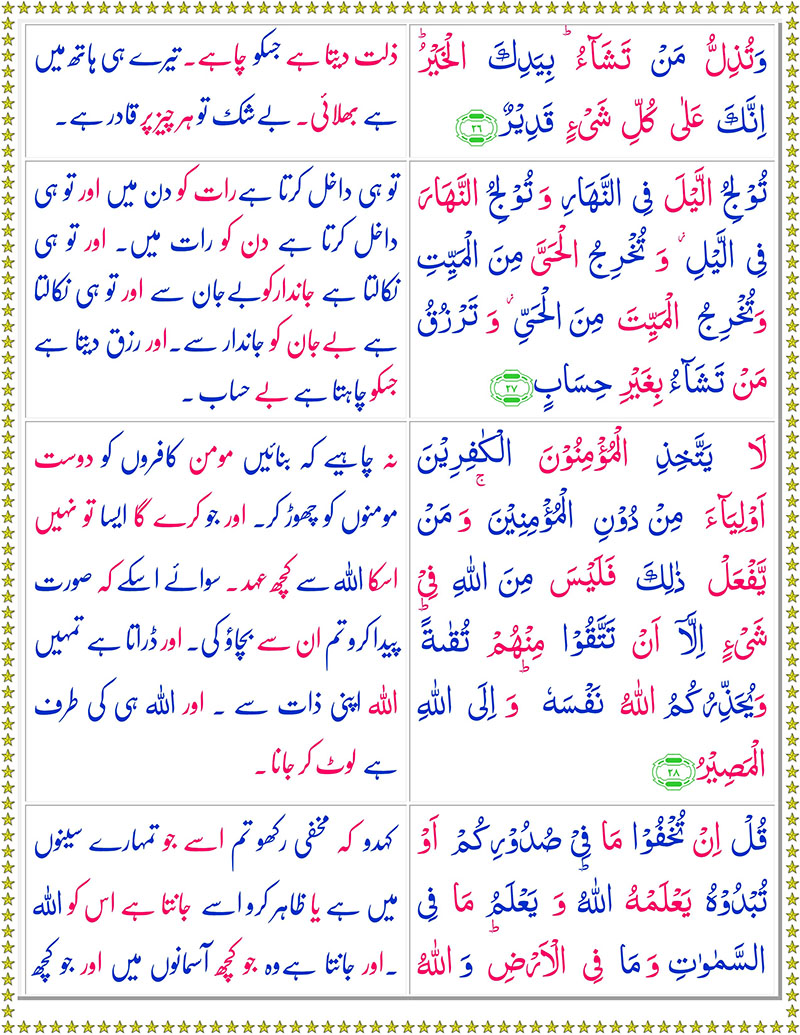 وَتُذِلُّ مَنْ تَشَآءُ ؕ بِيَدِكَ الْخَيْرُ ؕ
اِنَّكَ عَلٰى كُلِّ شَىْءٍ قَدِيْرٌ ﴿۲۶﴾
ذلت دیتا ہے جسکو چاہے۔ تیرے ہی ہاتھ میں
ہے بھلائی۔ بے شک تو ہر چیز پر قادر ہے۔
تُوْلِجُ الَّيْلَ فِى النَّهَارِ وَ تُوْلِجُ النَّهَارَ
فِى الَّيْلِ ۙ وَ تُخْرِجُ الْحَىَّ مِنَ الْمَيِّتِ
وَتُخْرِجُ الْمَيِّتَ مِنَ الْحَىِّ ۙ وَ تَرْزُقُ
مَنْ تَشَآءُ بِغَيْرِ حِسَابٍ ﴿۲۷﴾
تو ہی داخل کرتا ہے رات کو دن میں اور تو ہی
داخل کرتا ہے دن کو رات میں۔ اور تو ہی
نکالتا ہے جاندار کو بے جان سے اور تو ہی نکالتا
ہے بے جان کو جاندار سے۔ اور رزق دیتا ہے
جسکو چاہتا ہے بے حساب ۔
لَا يَتَّخِذِ الْمُؤْمِنُوْنَ الْكٰفِرِيْنَ
اَوْلِيَآءَ مِنْ دُوْنِ الْمُؤْمِنِيْنَ ۚ وَ مَنْ
يَّفْعَلْ ذٰلِكَ فَلَيْسَ مِنَ اللّٰهِ فِىْ
شَىْءٍ اِلَّاۤ اَنْ تَتَّقُوْا مِنْهُمْ تُقٰٮةً ؕ
وَيُحَذِّرُكُمُ اللّٰهُ نَفْسَهٗ ؕ وَ اِلَى اللّٰهِ
الْمَصِيْرُ ﴿۲۸﴾
نہ چاہیے کہ بنائیں مومن کافروں کو دوست
مومنوں کو چھوڑ کر۔ اور جو کرے گا ایسا تو نہیں
اسکا اللہ سے کچھ عہد۔ سوائے اسکے کہ صورت
پیدا کرو تم ان سے بچاؤ کی۔ اور ڈراتا ہے تمہیں
اللہ اپنی ذات سے ۔ اور اللہ ہی کی طرف
ہے لوٹ کر جانا ۔
قُلْ اِنْ تُخْفُوْا مَا فِىْ صُدُوْرِكُمْ اَوْ
تُبْدُوْهُ يَعْلَمْهُ اللّٰهُ ؕ وَ يَعْلَمُ مَا فِى
السَّمٰوٰتِ وَ مَا فِى الْاَرْضِ ؕ وَ اللّٰهُ
کہدو کہ مخفی رکھو تم اسے جو تمہارے سینوں
میں ہے یا ظاہر کرو اسے جانتا ہے اس کو اللہ
۔اور جانتا ہے وہ جو کچھ آسمانوں میں اور جو کچھ